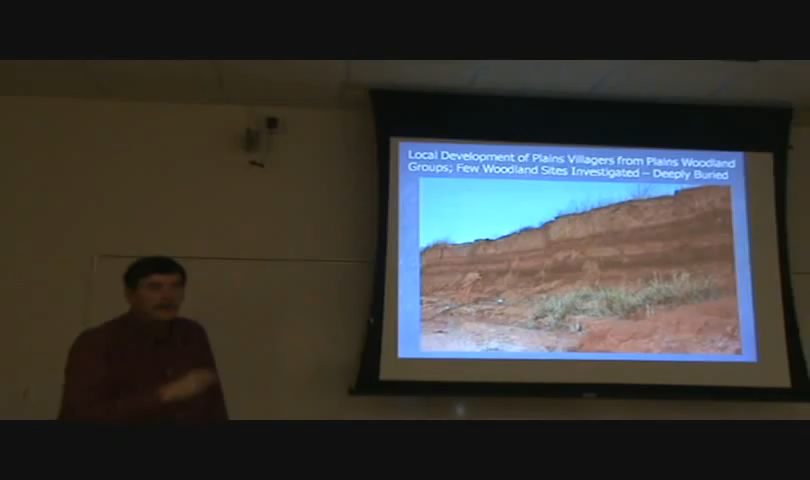 Local Development of Plains Villagers from Plains Woodland
Groups; Few Woodland Sites Investigated – Deeply Buried